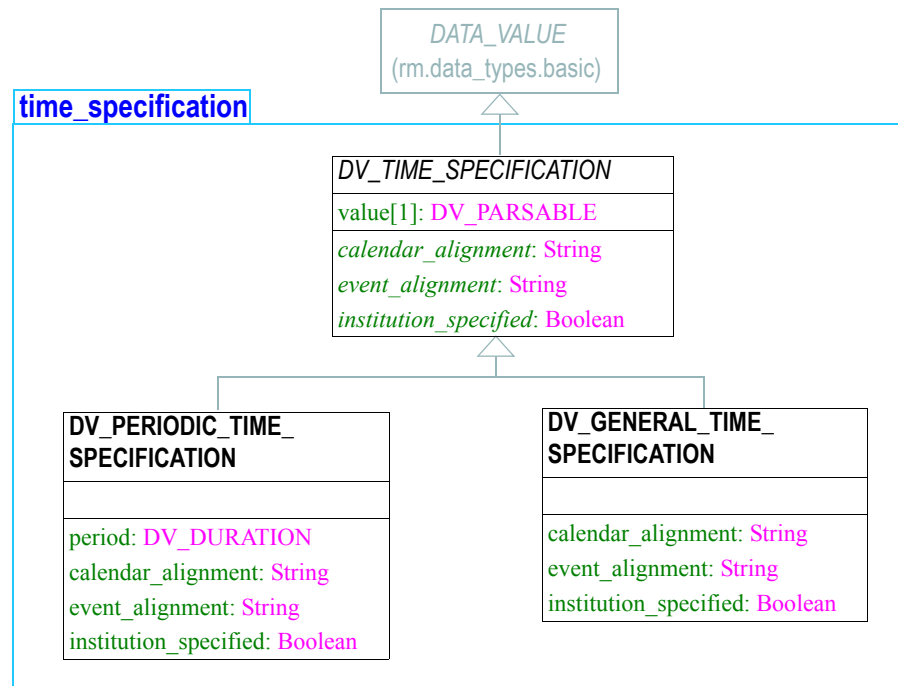 DATA_VALUE
(rm.data_types.basic)
time_specification
DV_TIME_SPECIFICATION
value[1]: DV_PARSABLE
calendar_alignment: String
event_alignment: String
institution_specified: Boolean
DV_PERIODIC_TIME_
SPECIFICATION
period: DV_DURATION
calendar_alignment: String
event_alignment: String
institution_specified: Boolean
DV_GENERAL_TIME_
SPECIFICATION
calendar_alignment: String
event_alignment: String
institution_specified: Boolean